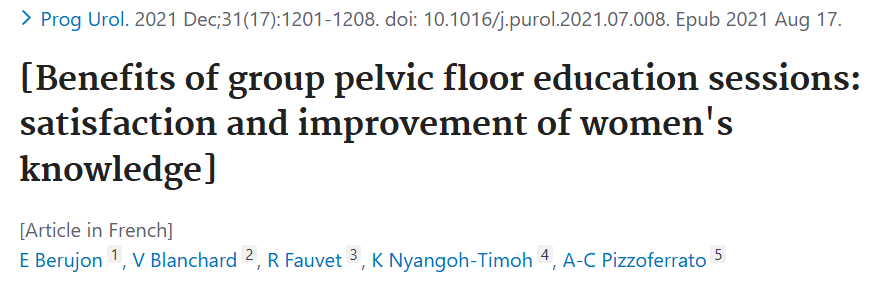 > Prog Urol. 2021 Dec;31(17):1201-1208. doi: 10.1016/j.purol.2021.07.008. Epub 2021 Aug 17.
[Benefits of group pelvic floor education sessions:
satisfaction and improvement of women's
knowledge]
[Article in French]
E Berujon 1, V Blanchard 2, R Fauvet 3, K Nyangoh-Timoh 4, A-C Pizzoferrato 5